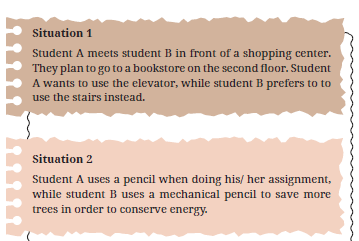 Situation 1
Student A meets student B in front of a shopping center.
They plan to go to a bookstore on the second floor. Student
A wants to use the elevator, while student B prefers to to
use the stairs instead.
Situation 2
Student A uses a pencil when doing his/ her assignment,
while student B uses a mechanical pencil to save more
trees in order to conserve energy.